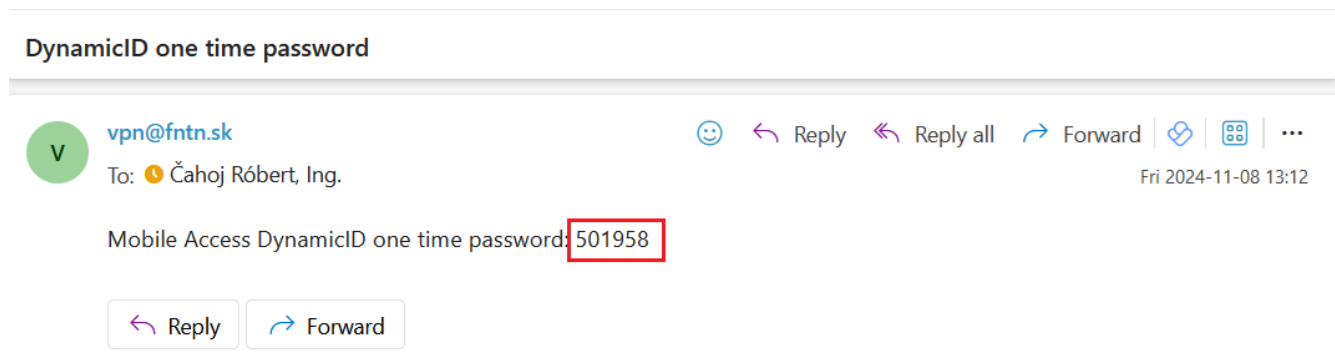 DynamicID one time password
V
vpn@fntn.sk
Reply Reply all Forward
To: Čahoj Róbert, Ing.
Fri 2024-11-08 13:12
Mobile Access DynamicID one time password: 501958
Reply Forward